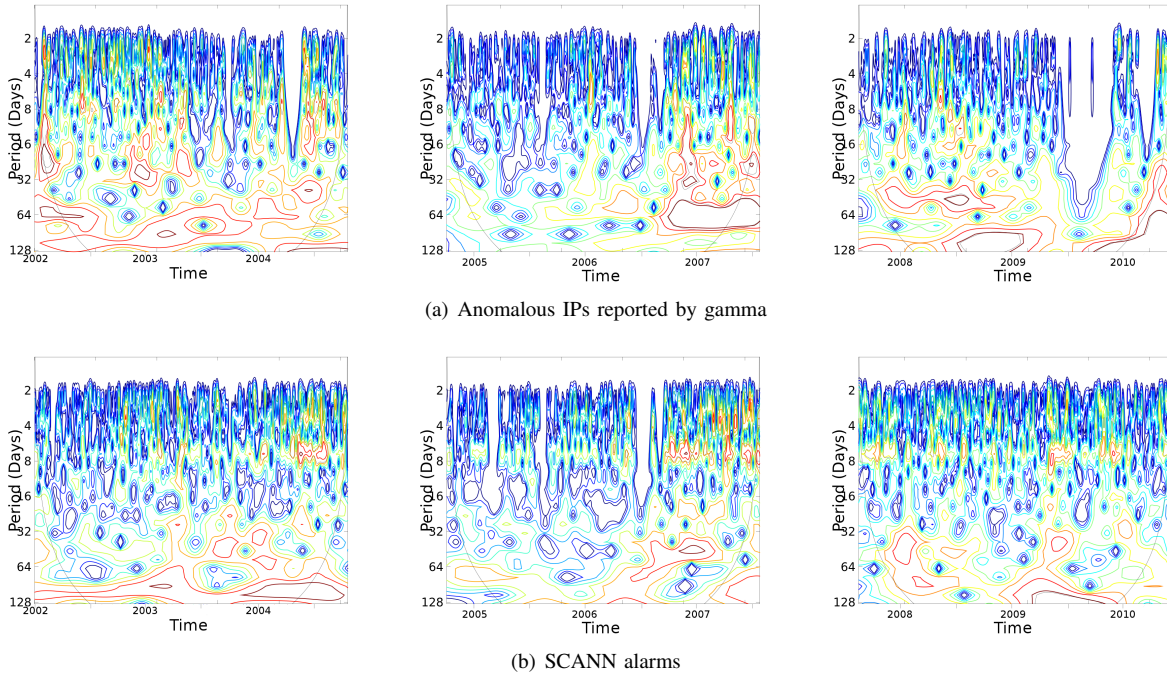 2
4
8
16
32
64
128
Period (Days)
2002 2003 2004
Time
2
4
8
16
32
64
128
Period (Days)
2005 2006 2007
Time
2
4
8
16
32
64
128
Period (Days)
2008 2009 2010
Time
(a) Anomalous IPs reported by gamma
2
4
8
16
32
64
128
Period (Days)
2002 2003 2004
Time
2
4
8
16
32
64
128
Period (Days)
2005 2006 2007
Time
2
4
8
16
32
64
128
Period (Days)
2008 2009 2010
Time
(b) SCANN alarms